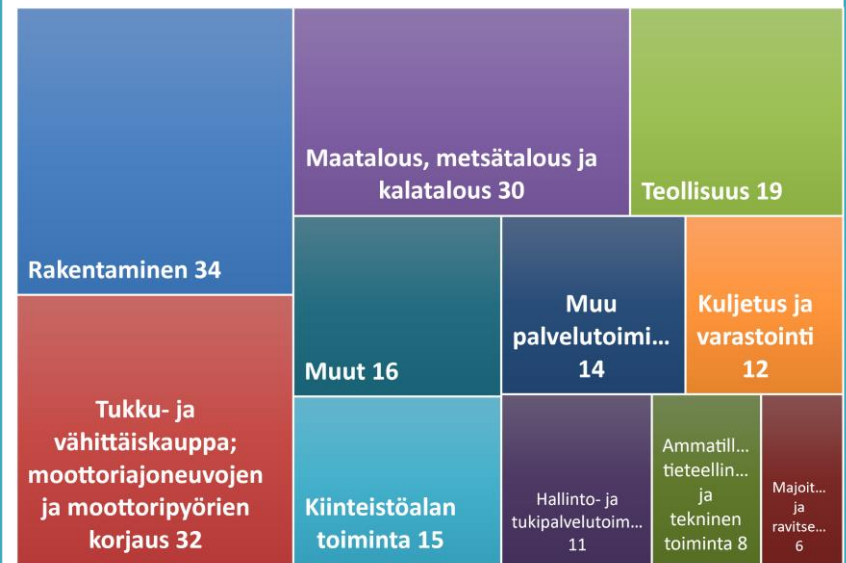 Rakentaminen 34
Maatalous, metsätalous ja
kalatalous 30
Teollisuus 19
Tukku- ja
vähittäiskauppa;
moottoriajoneuvojen
ja moottoripyörien
korjaus 32
Muut 16
Muu
palvelutoimi...
14
Kuljetus ja
varastointi
12
Kiinteistöalan
toiminta 15
Hallinto- ja
tukipalvelutoim...
11
Ammatill...
tieteellin...
ja
tekninen
toiminta 8
Majoit...
ja
ravitse...
6